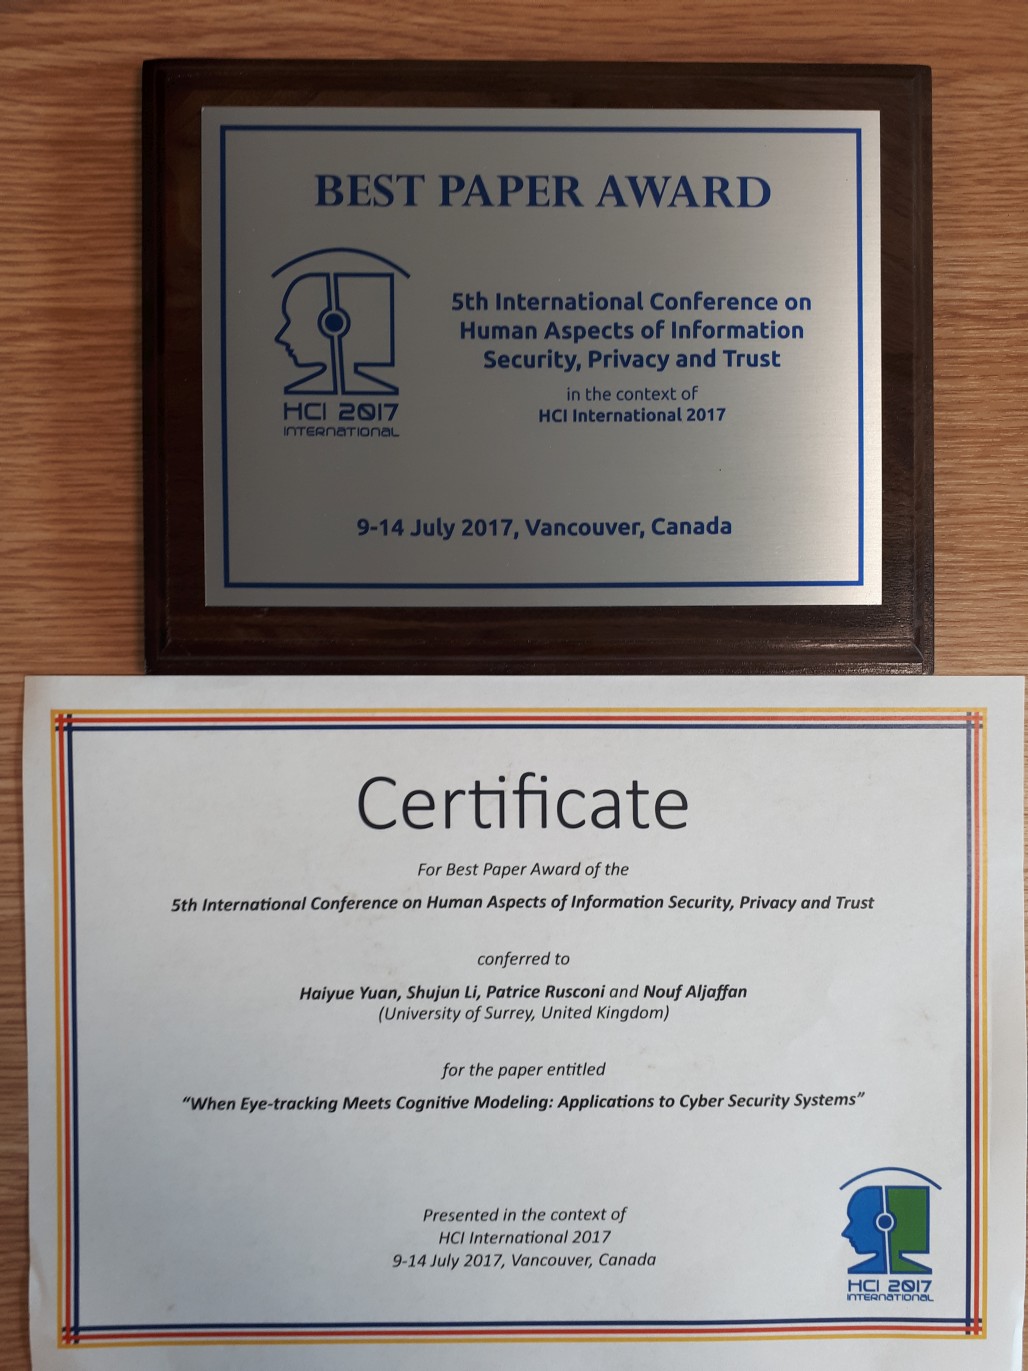 BEST PAPER AWARD
5th International Conference on
Human Aspects of Information
Security, Privacy and Trust
in the context of
HCI International 2017
HCI 2017
INTERNATIONAL
9-14 July 2017, Vancouver, Canada
Certificate
For Best Paper Award of the
5th International Conference on Human Aspects of Information Security, Privacy and Trust
conferred to
Haiyue Yuan, Shujun Li, Patrice Rusconi and Nouf Aljaffan
(University of Surrey, United Kingdom)
for the paper entitled
“When Eye-tracking Meets Cognitive Modeling: Applications to Cyber Security Systems”
Presented in the context of
HCI International 2017
9-14 July 2017, Vancouver, Canada
HCI 2017
INTERNATIONAL